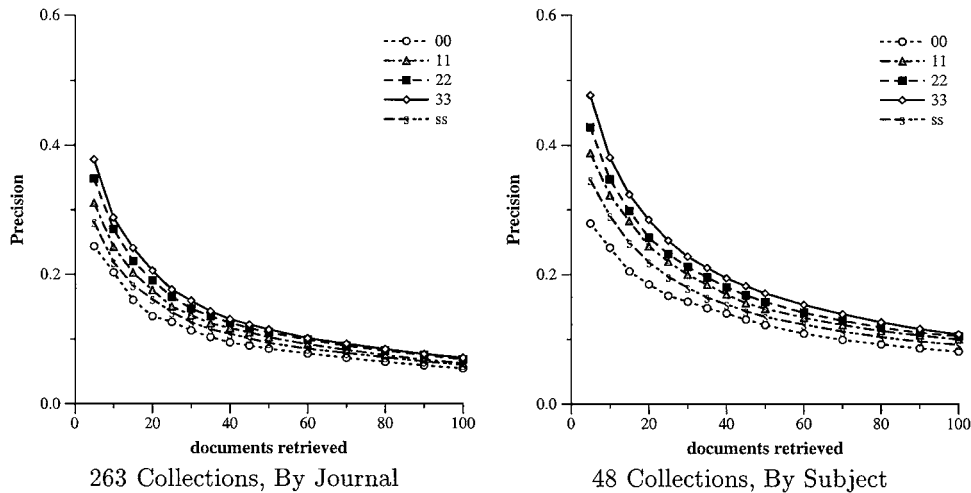 0.6
0.4
0.2
0.0
Precision
0 20 40 60 80 100
documents retrieved
00
11
22
33
s ss
263 Collections, By Journal
0.6
0.4
0.2
0.0
Precision
0 20 40 60 80 100
documents retrieved
00
11
22
33
s ss
48 Collections, By Subject